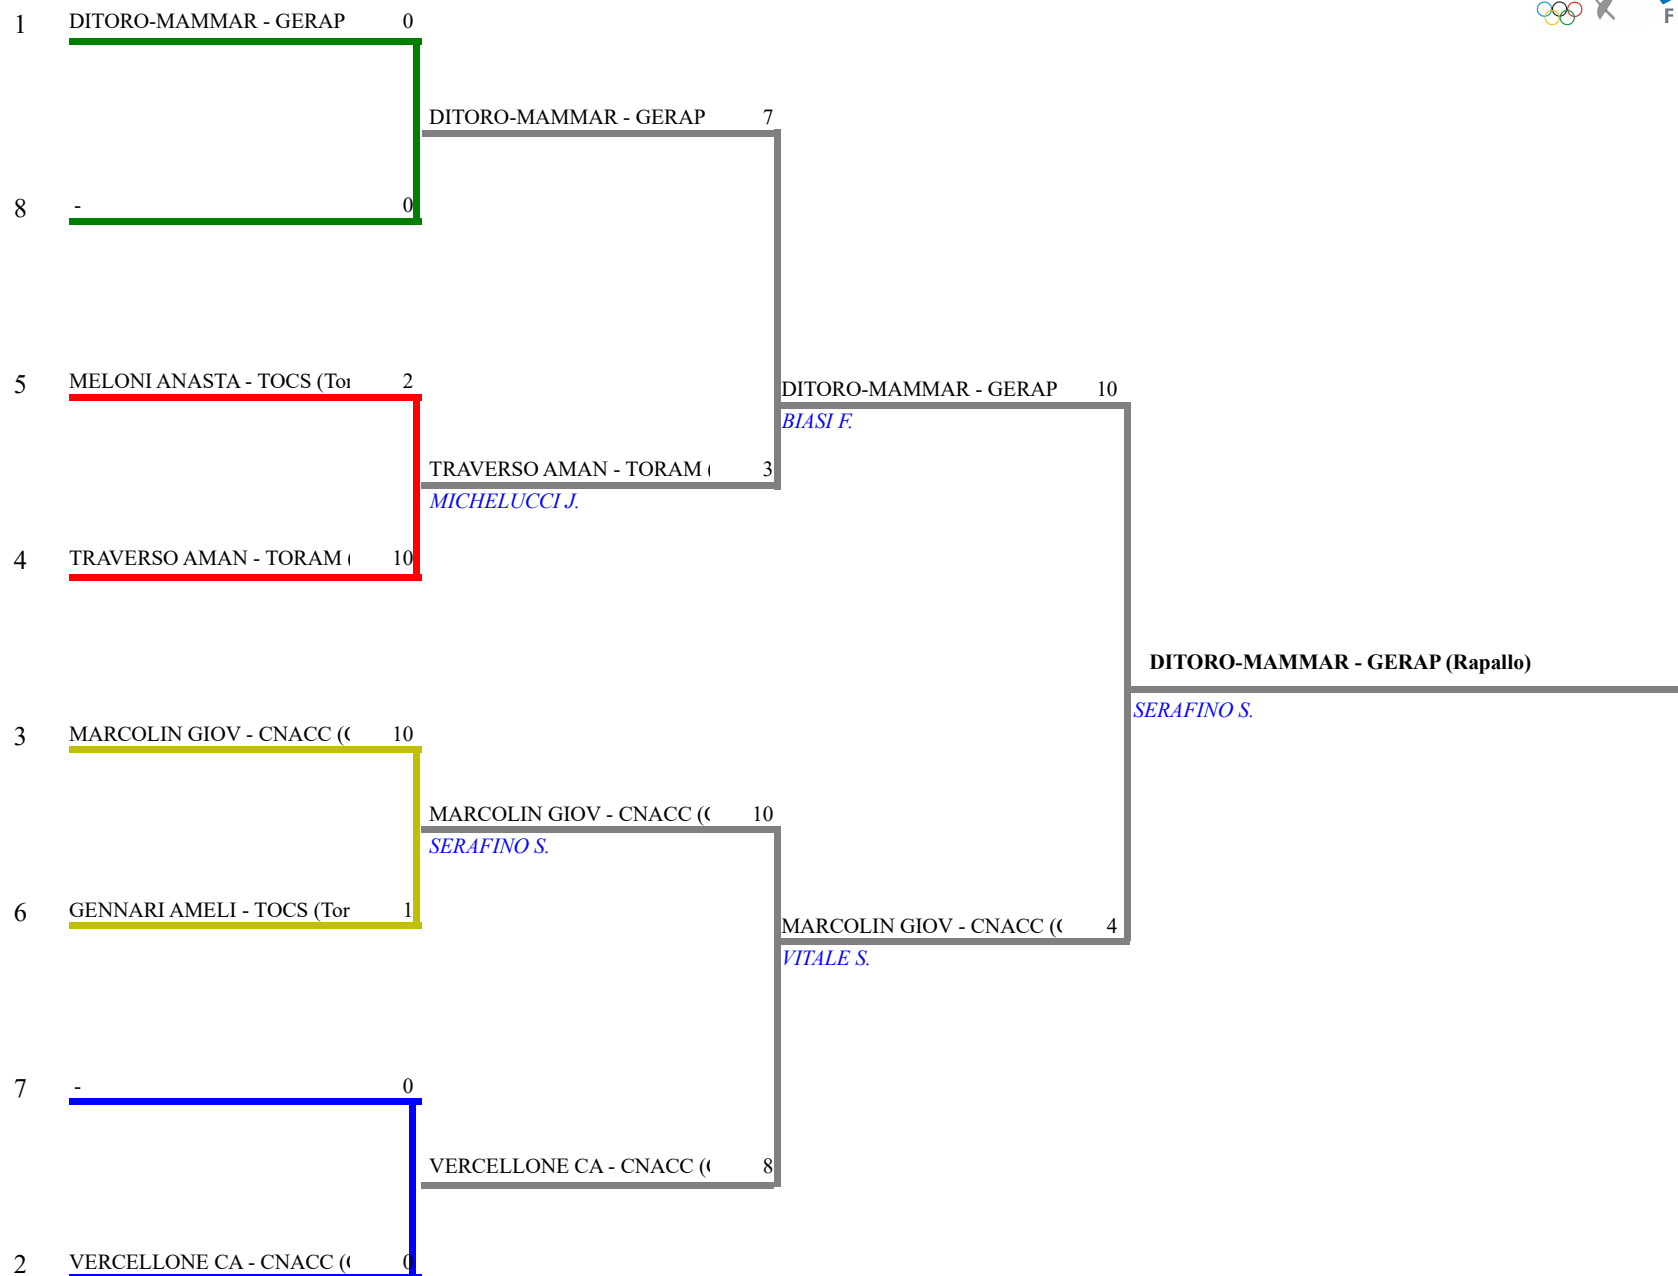 1 DITORO-MAMMAR - GERAP 0
F
DITORO-MAMMAR - GERAP 7
8 - 0
5 MELONI ANASTA - TOCS (Tor 2
DITORO-MAMMAR - GERAP 10
BIASI F.
TRAVERSO AMAN - TORAM ( 3
MICHELUCCI J.
4 TRAVERSO AMAN - TORAM ( 10
DITORO-MAMMAR - GERAP (Rapallo)
SERAFINO S.
3 MARCOLIN GIOV - CNACC (C 10
MARCOLIN GIOV - CNACC (C 10
SERAFINO S.
6 GENNARI AMELI - TOCS (Tor 1
MARCOLIN GIOV - CNACC (C 4
VITALE S.
7 - 0
VERCELLONE CA - CNACC (C 8
2 VERCELLONE CA - CNACC (C 0